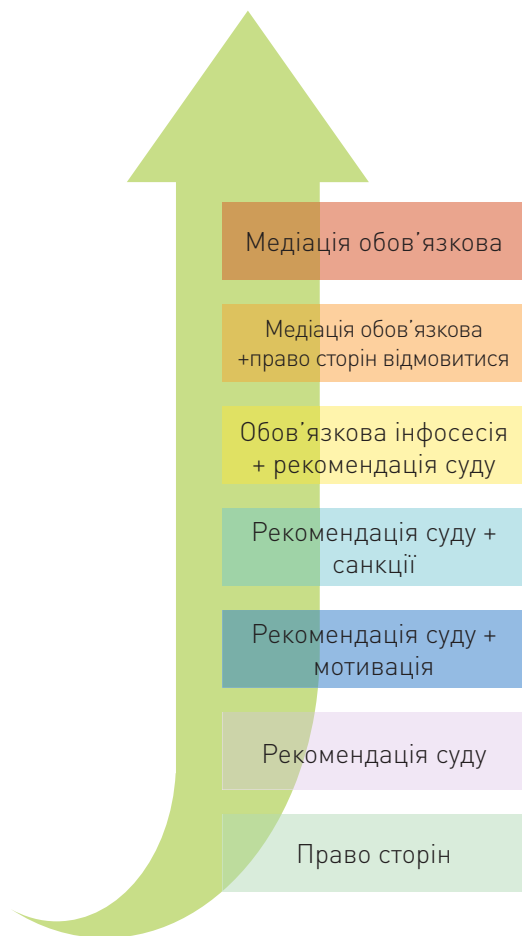 Медіація обов’язкова
Медіація обов’язкова
+право сторін відмовитися
Обов’язкова інфосесія
+ рекомендація суду
Рекомендація суду +
санкції
Рекомендація суду +
мотивація
Рекомендація суду
Право сторін